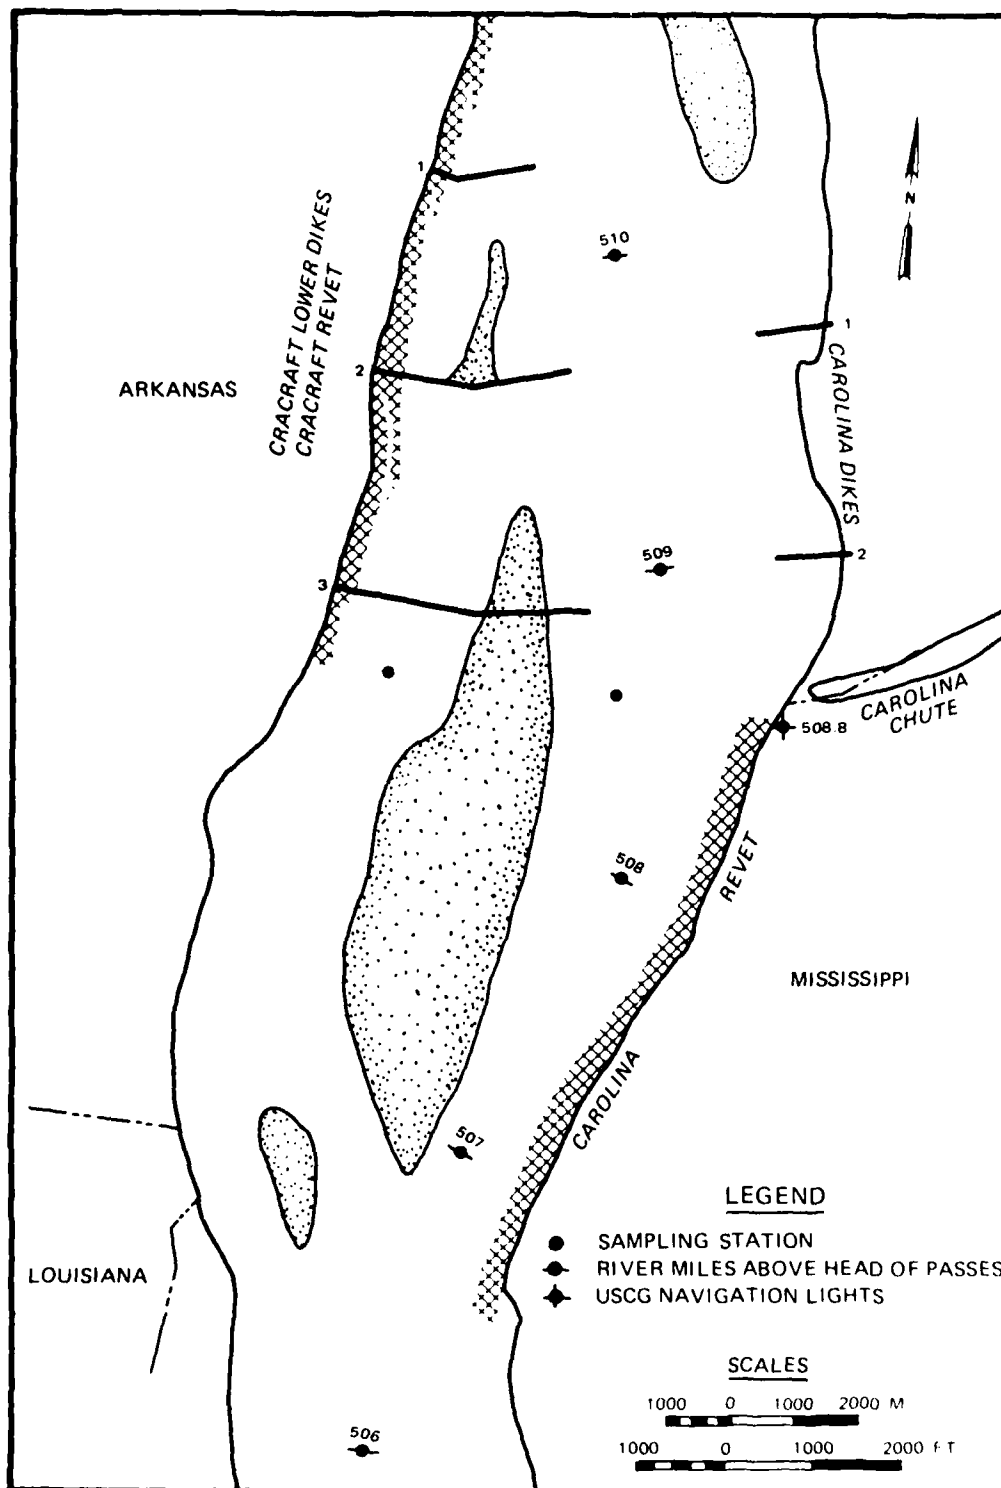 1
510
N
1
CRACRAFT LOWER DIKES
CRACRAFT REVET
2
ARKANSAS
CAROLINA DIKES
509
2
3
CAROLINA
CHUTE
508.8
508
REVET
MISSISSIPPI
CAROLINA
507
LEGEND
SAMPLING STATION
RIVER MILES ABOVE HEAD OF PASSES
USCG NAVIGATION LIGHTS
LOUISIANA
SCALES
1000 0 1000 2000 M
506
1000 0 1000 2000 FT